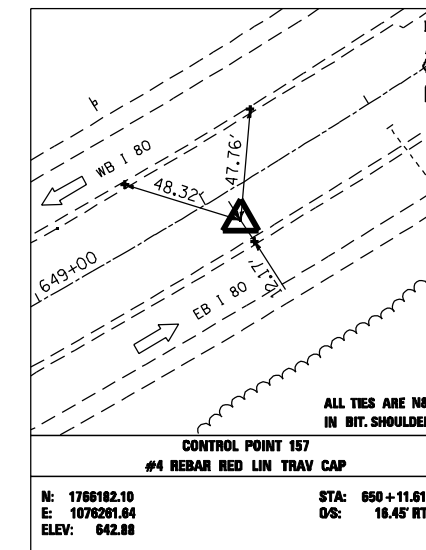 WB I 80
47.76'
48.32'
649+00
12.17'
EB I 80
ALL TIES ARE
IN BIT. SHOULDE
CONTROL POINT 157
#4 REBAR RED LIN TRAV CAP
N: 1766182.10
E: 1076261.64
ELEV: 642.88
STA: 650+11.61
O/S: 16.45' RT